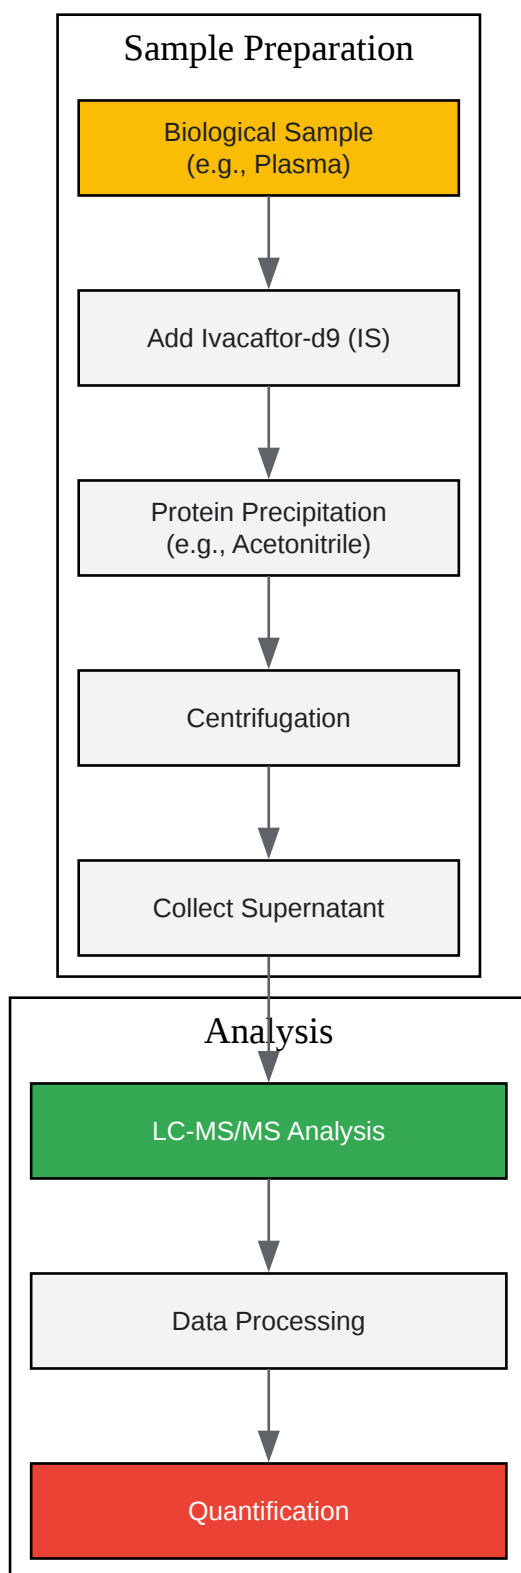 Sample Preparation
Biological Sample
(e.g., Plasma)
Add Ivacaftor-d9 (IS)
Protein Precipitation
(e.g., Acetonitrile)
Centrifugation
Collect Supernatant
Analysis
LC-MS/MS Analysis
Data Processing
Quantification